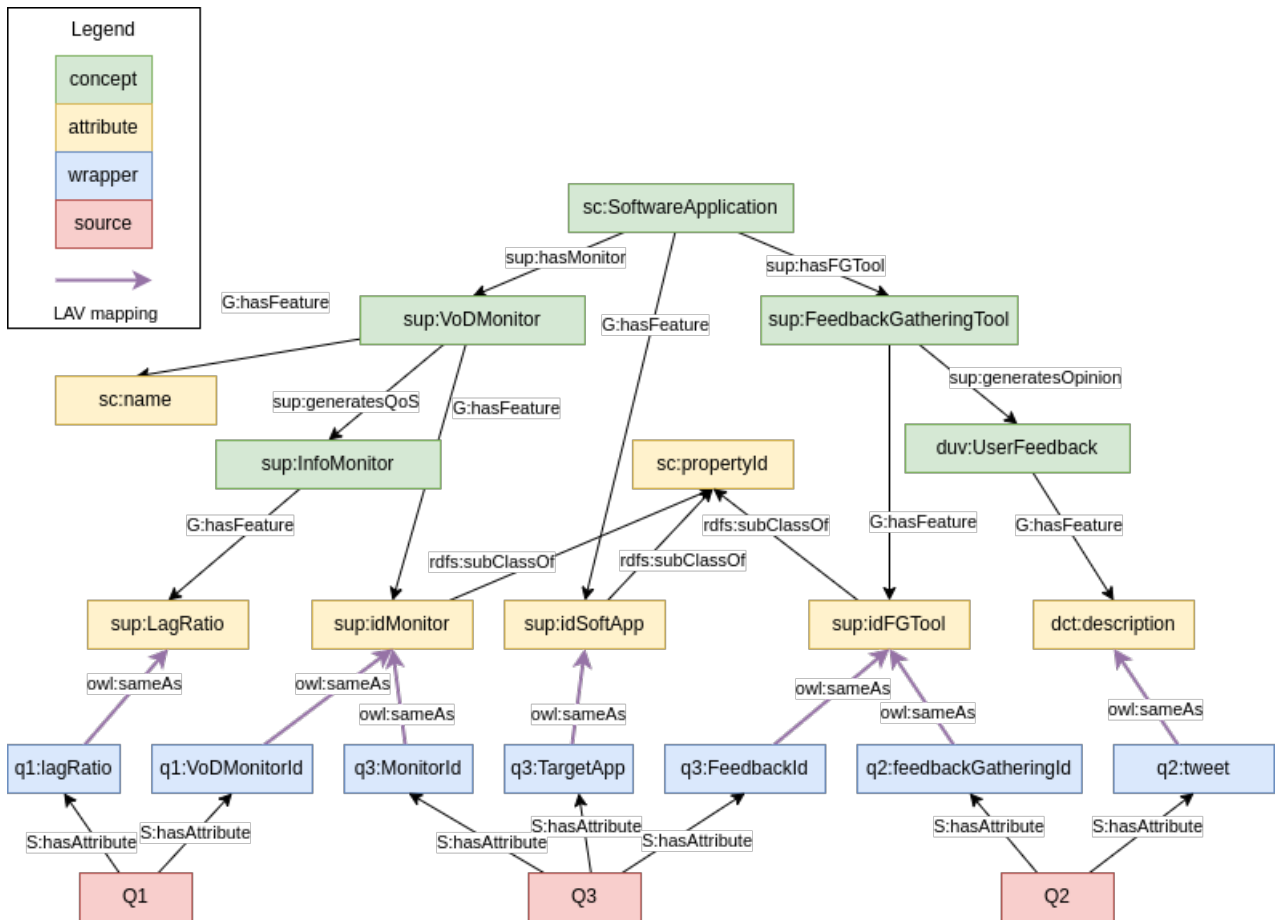 Legend
concept
attribute
wrapper
source
LAV mapping
sc:SoftwareApplication
sup:hasMonitor
sup:hasFGTool
G:hasFeature
sup:VoDMonitor
G:hasFeature
sup:FeedbackGatheringTool
sc:name
sup:generatesQoS
G:hasFeature
sup:generatesOpinion
sup:InfoMonitor
sc:propertyId
duv:UserFeedback
G:hasFeature
rdfs:subClassOf
G:hasFeature
G:hasFeature
rdfs:subClassOf
rdfs:subClassOf
sup:LagRatio
sup:idMonitor
sup:idSoftApp
sup:idFGTool
dct:description
owl:sameAs
owl:sameAs
owl:sameAs
owl:sameAs
owl:sameAs
owl:sameAs
owl:sameAs
q1:lagRatio
q1:VoDMonitorId
q3:MonitorId
q3:TargetApp
q3:FeedbackId
q2:feedbackGatheringId
q2:tweet
S:hasAttribute
S:hasAttribute
S:hasAttribute
S:hasAttribute
S:hasAttribute
S:hasAttribute
S:hasAttribute
Q1
Q3
Q2